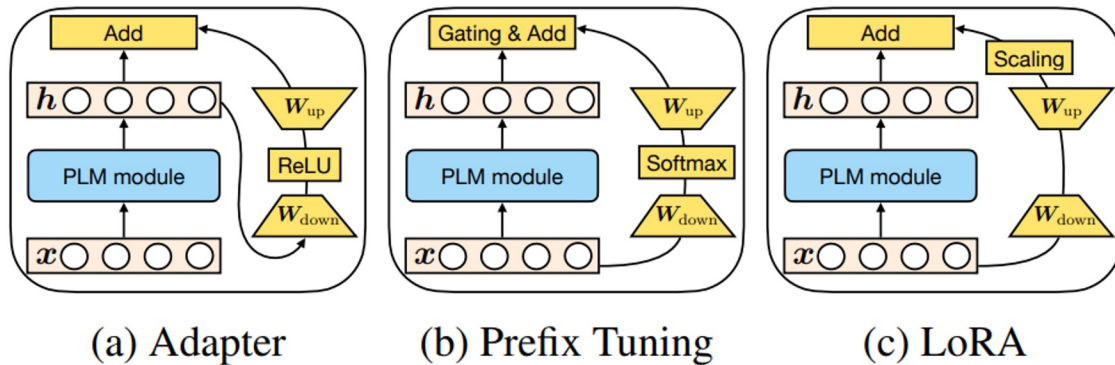 Add
h
W_up
ReLU
PLM module
W_down
x
(a) Adapter
Gating & Add
h
W_up
Softmax
PLM module
W_down
x
(b) Prefix Tuning
Add
Scaling
h
W_up
PLM module
W_down
x
(c) LoRA